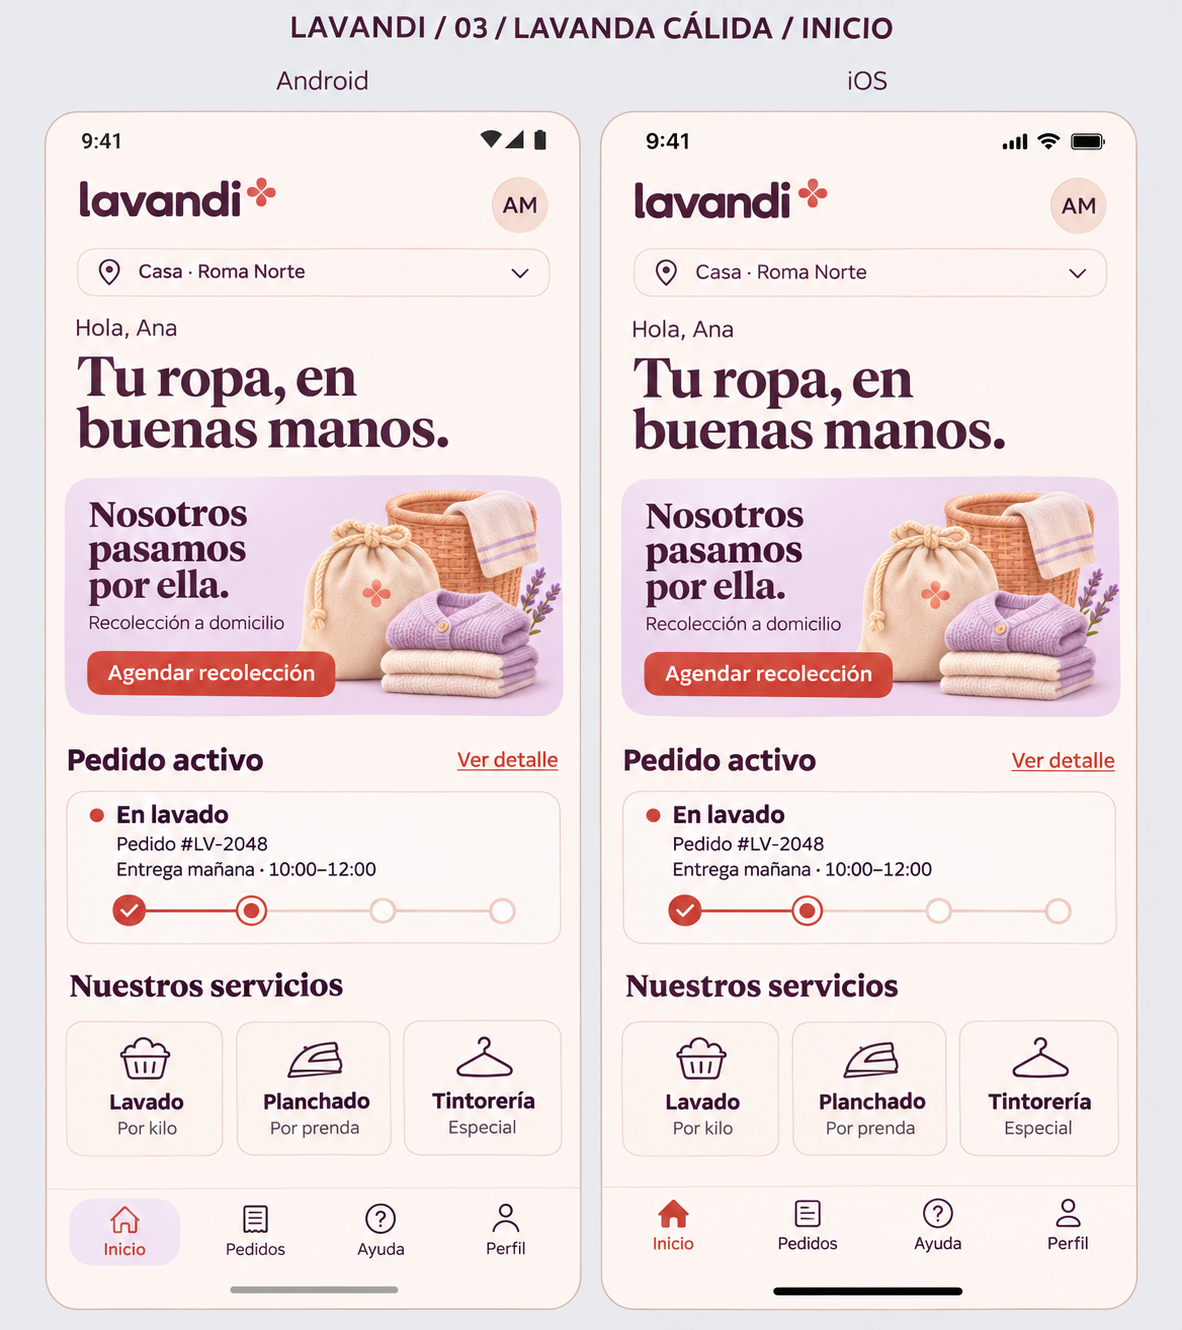 LAVANDI / 03 / LAVANDA CÁLIDA / INICIO
Android
9:41
lavandi
AM
Casa · Roma Norte
Hola, Ana
Tu ropa, en
buenas manos.
Nosotros
pasamos
por ella.
Recolección a domicilio
Agendar recolección
Pedido activo
Ver detalle
En lavado
Pedido #LV-2048
Entrega mañana · 10:00–12:00
Nuestros servicios
Lavado
Por kilo
Planchado
Por prenda
Tintorería
Especial
Inicio
Pedidos
Ayuda
Perfil
iOS
9:41
lavandi
AM
Casa · Roma Norte
Hola, Ana
Tu ropa, en
buenas manos.
Nosotros
pasamos
por ella.
Recolección a domicilio
Agendar recolección
Pedido activo
Ver detalle
En lavado
Pedido #LV-2048
Entrega mañana · 10:00–12:00
Nuestros servicios
Lavado
Por kilo
Planchado
Por prenda
Tintorería
Especial
Inicio
Pedidos
Ayuda
Perfil